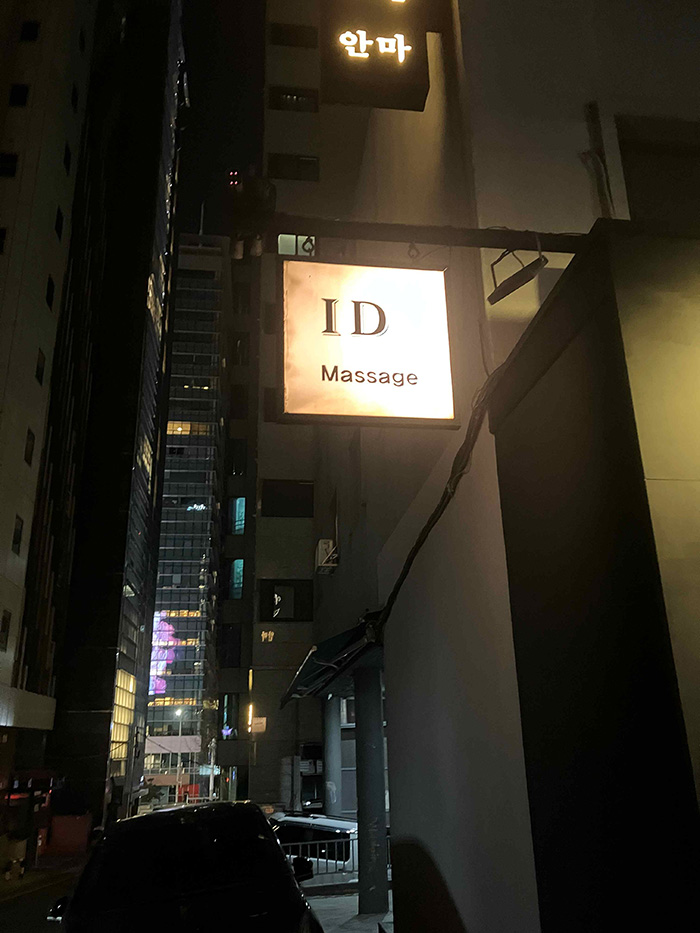 안마
ID
Massage